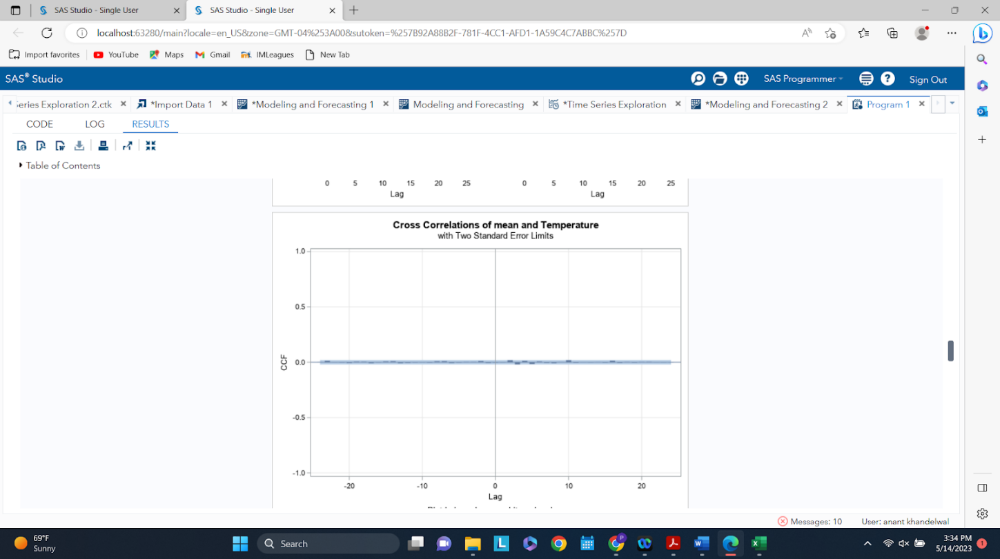 SAS Studio - Single User
SAS Studio - Single User
localhost:63280/main?locale=en_US&zone=GMT-04%253A00&sutoken=%257B92A88B2F-781F-4CC1-AFD1-1A59C4C7ABBC%257D
Import favorites YouTube Maps Gmail IMLeagues New Tab
SAS® Studio SAS Programmer Sign Out
eries Exploration 2.ctk *Import Data 1 *Modeling and Forecasting 1 Modeling and Forecasting *Time Series Exploration *Modeling and Forecasting 2 Program 1
CODE LOG RESULTS
Table of Contents
0 5 10 15 20 25 0 5 10 15 20 25
Lag Lag
Cross Correlations of mean and Temperature
with Two Standard Error Limits
1.0
0.5
CCF
0.0
-0.5
-1.0
-20 -10 0 10 20
Lag
Messages: 10 User: anant khandelwal
69°F
Sunny
Search
3:34 PM
5/14/2023
1